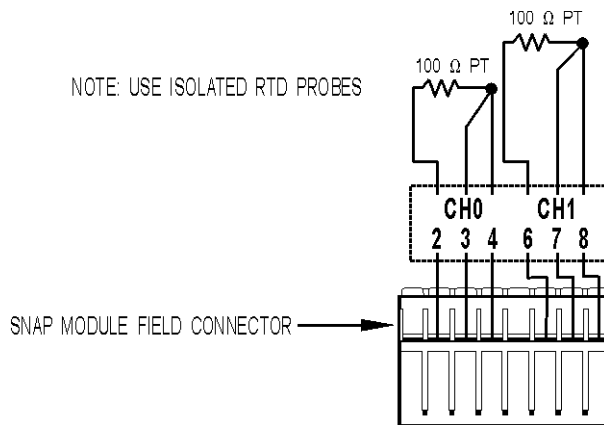 100 Ω PT
100 Ω PT
NOTE: USE ISOLATED RTD PROBES
CH0 CH1
2 3 4 6 7 8
SNAP MODULE FIELD CONNECTOR